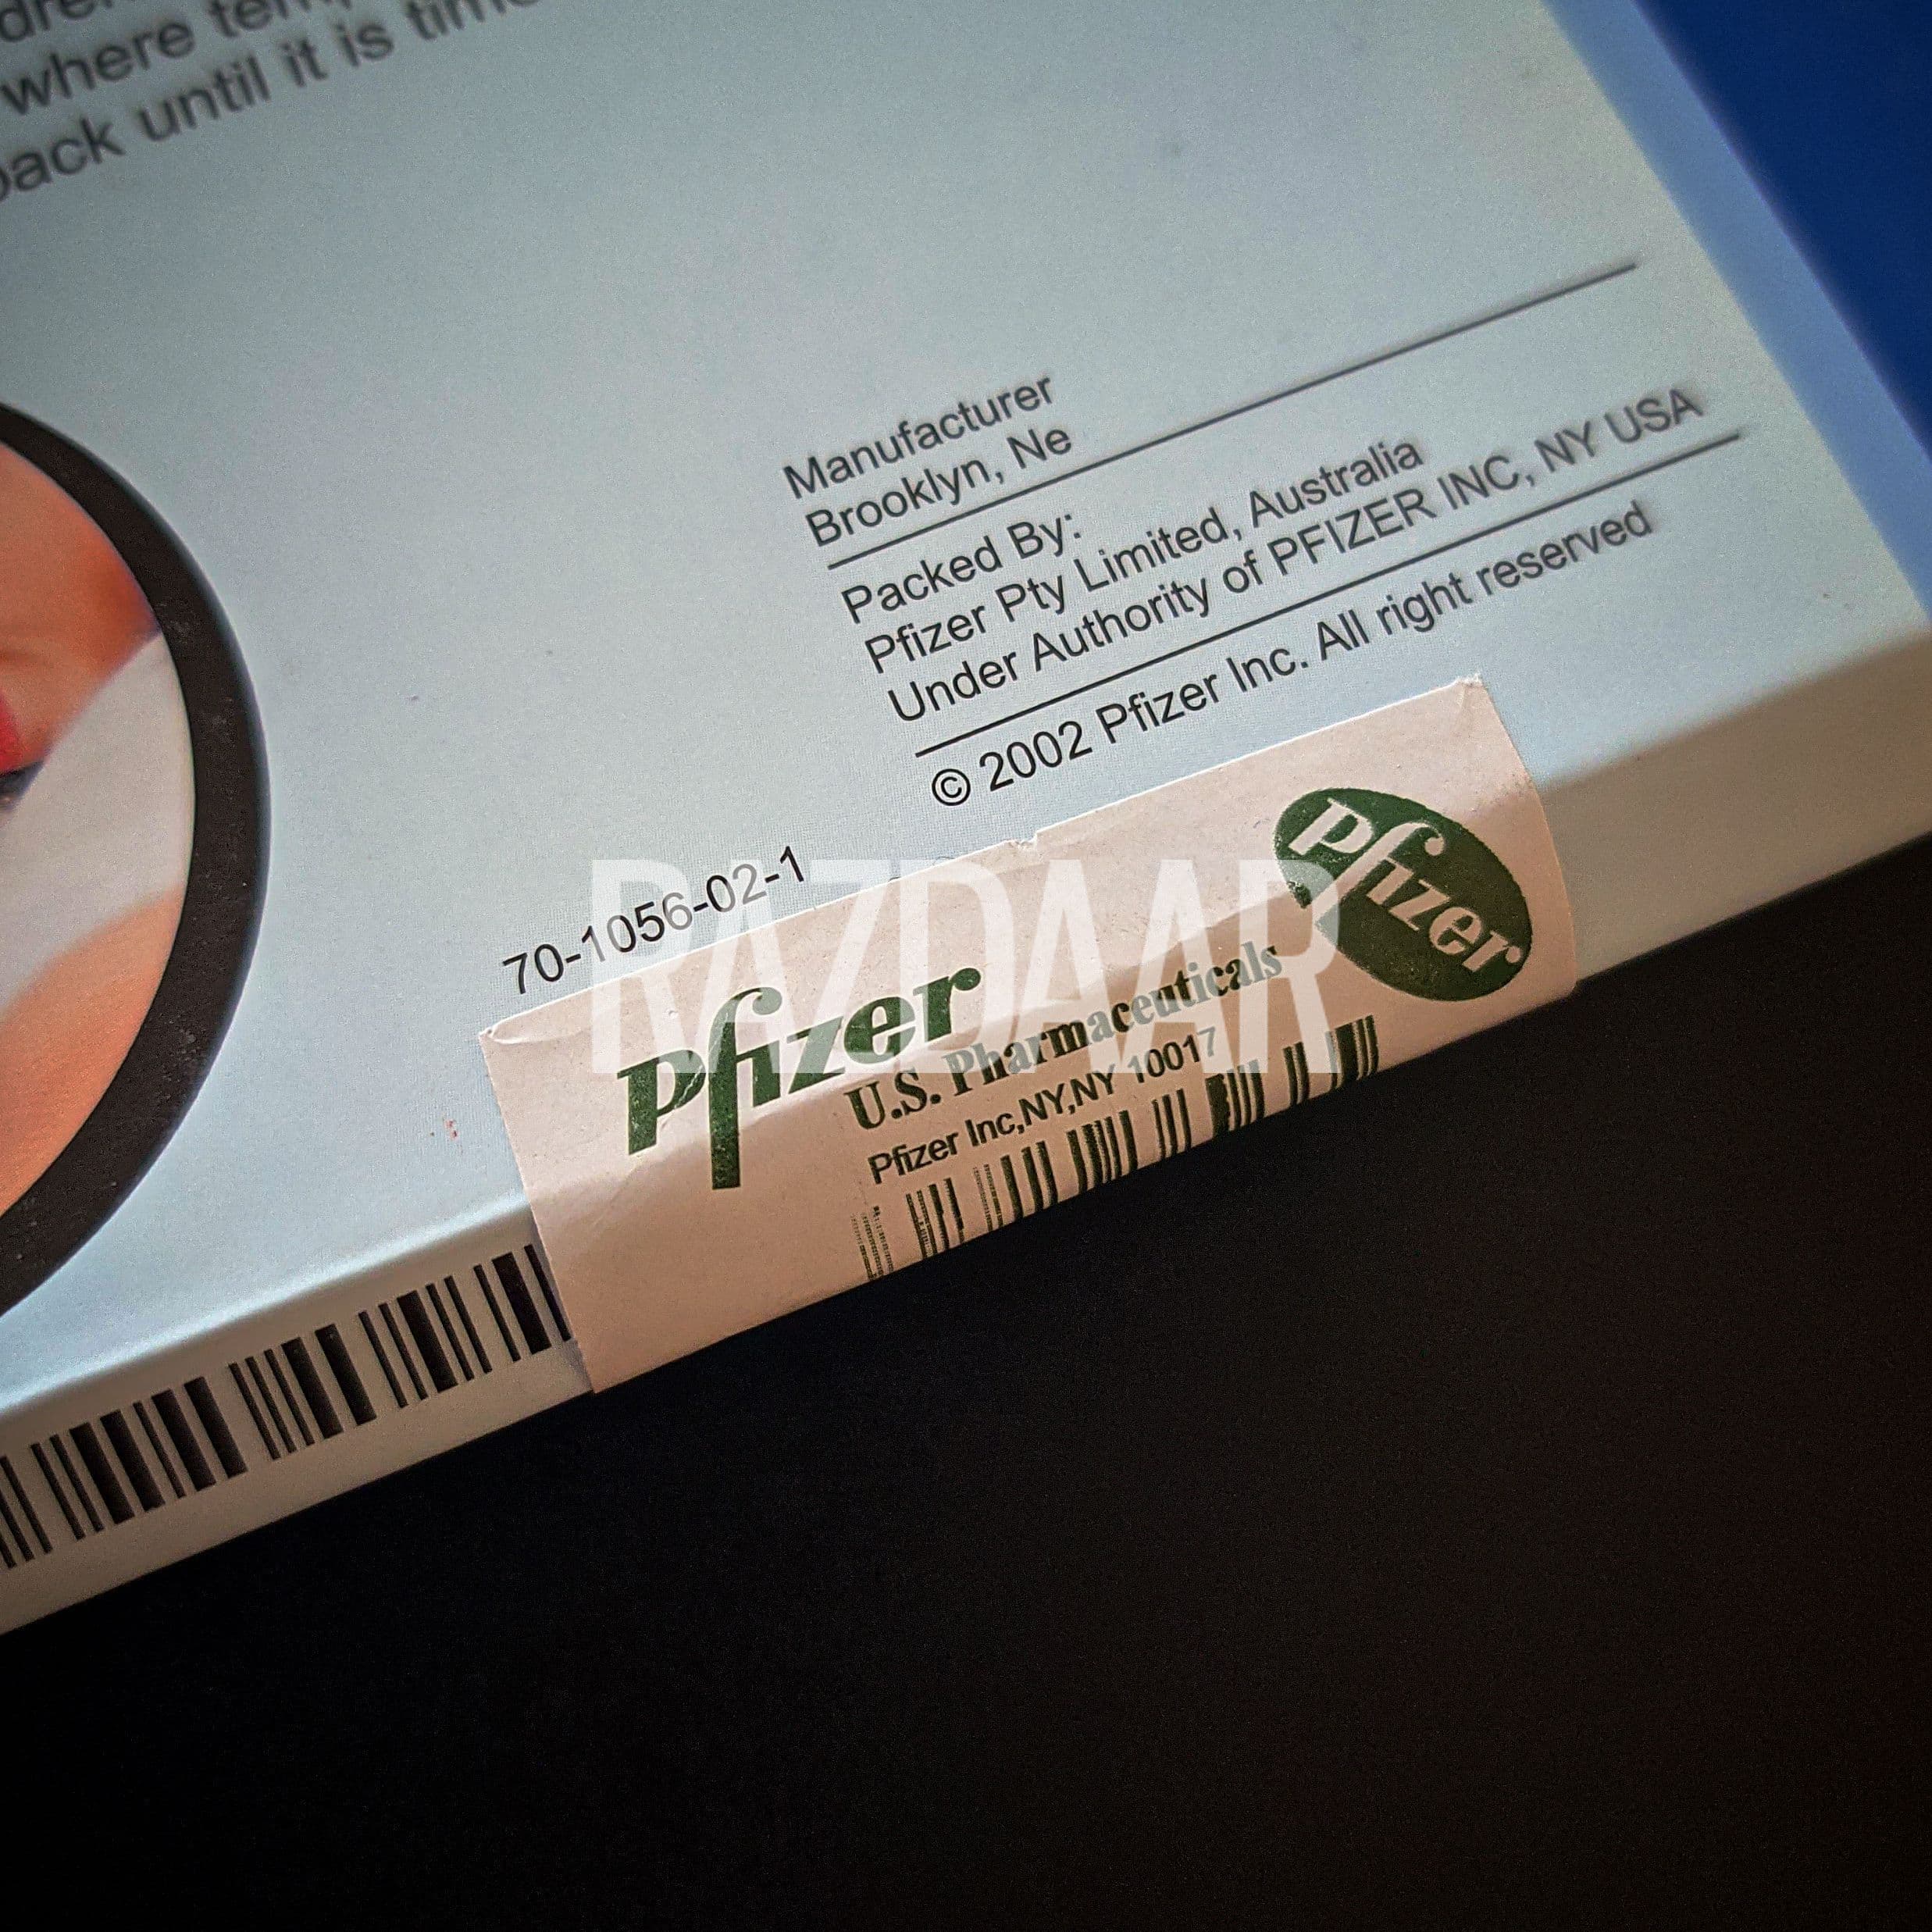 where
back until it is
Manufacturer
Brooklyn, Ne
Packed By:
Pfizer Pty Limited, Australia
Under Authority of PFIZER INC, NY USA
© 2002 Pfizer Inc. All right reserved
70-1056-02-1
RAZDAAR
Pfizer
Pfizer
U.S. Pharmaceuticals
Pfizer Inc,NY,NY 10017